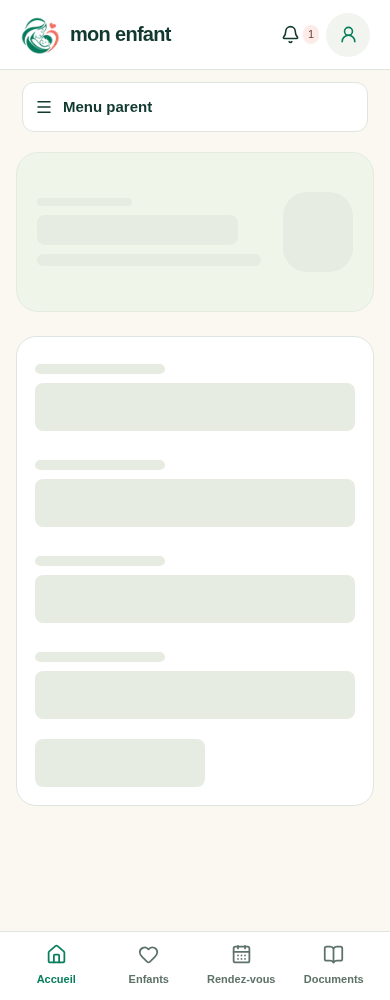 mon enfant
1
Menu parent
Accueil
Enfants
Rendez-vous
Documents